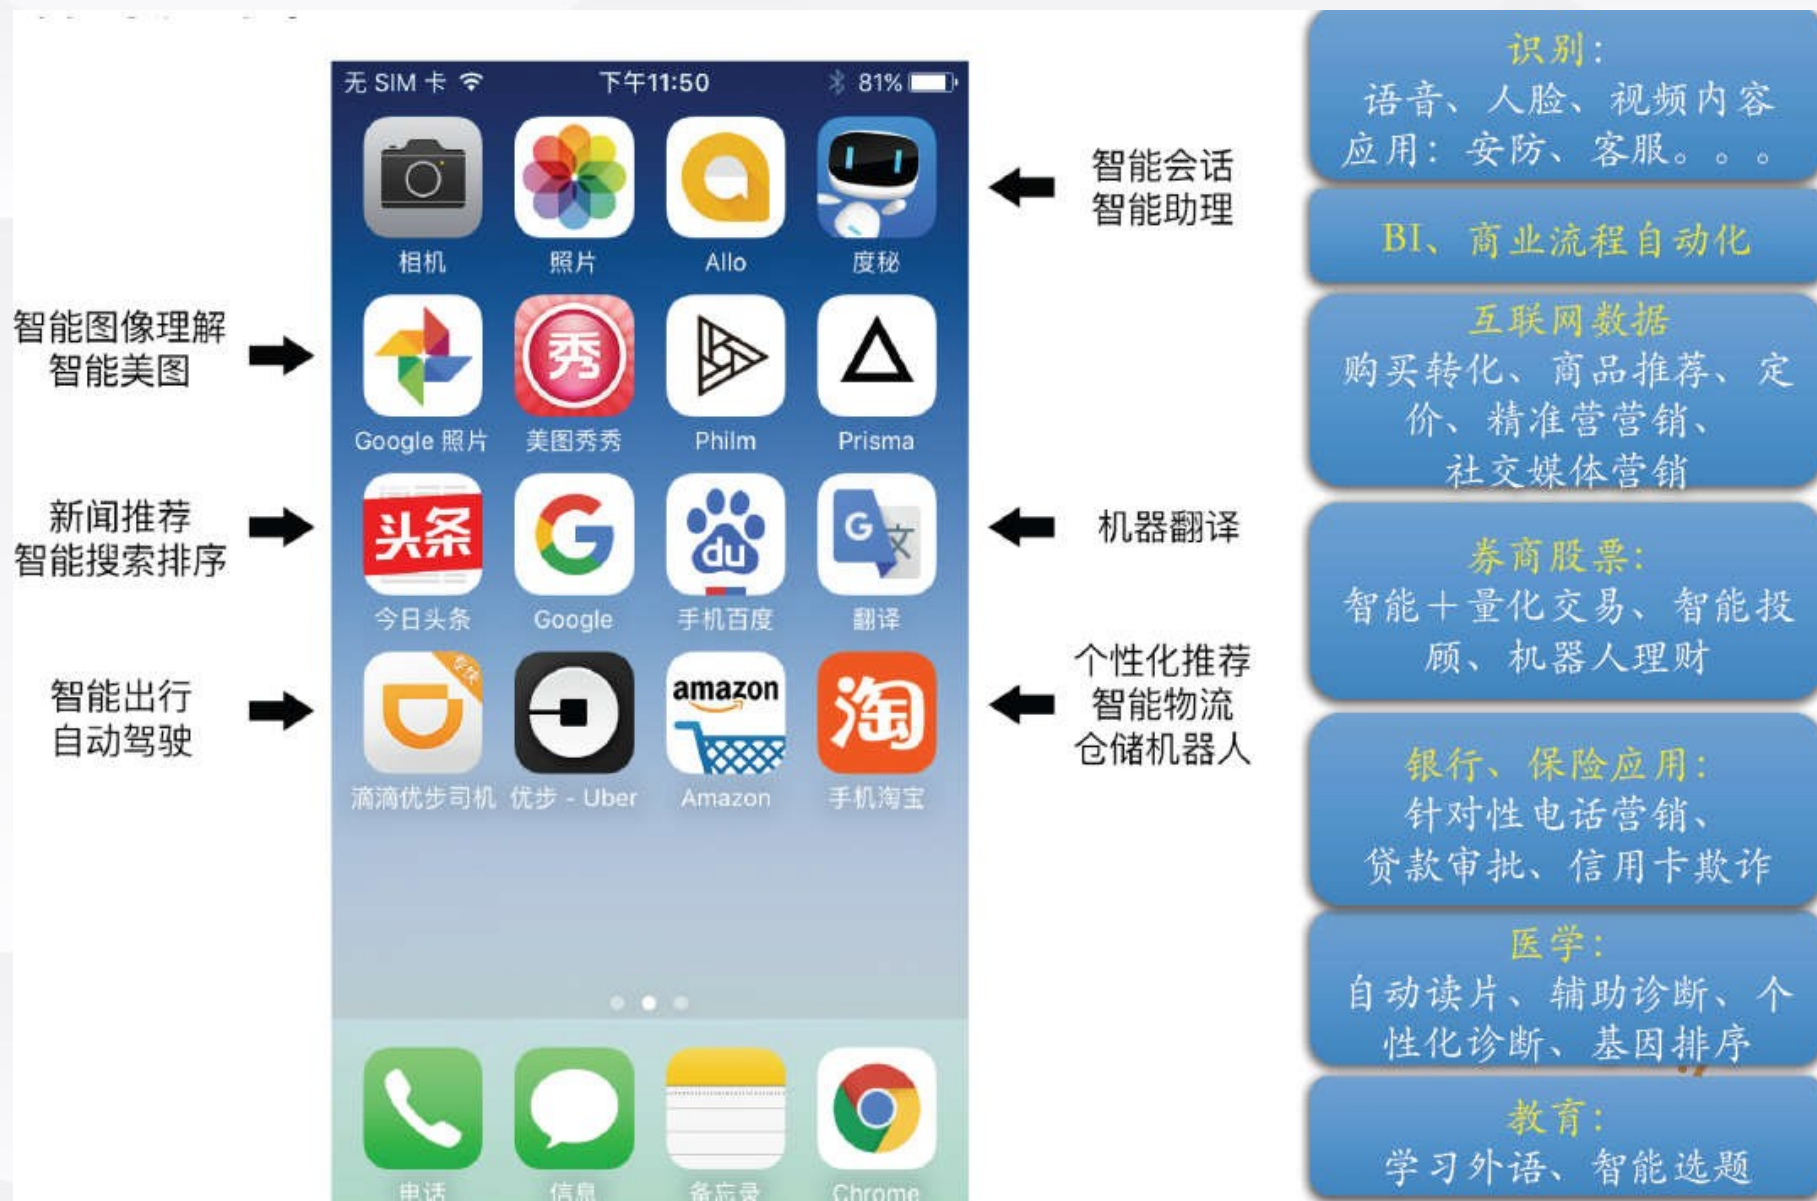 无 SIM 卡
下午11:50
81%
相机
照片
Allo
度秘
智能会话
智能助理
智能图像理解
智能美图
秀
Google 照片
美图秀秀
Philm
Prisma
新闻推荐
智能搜索排序
头条
G
du
G 文
今日头条
Google
手机百度
翻译
机器翻译
智能出行
自动驾驶
amazon
淘
滴滴优步司机
优步 - Uber
Amazon
手机淘宝
个性化推荐
智能物流
仓储机器人
电话
信息
备忘录
Chrome
识别：
语音、人脸、视频内容
应用：安防、客服。。。
BI、商业流程自动化
互联网数据
购买转化、商品推荐、定
价、精准营营销、
社交媒体营销
券商股票：
智能＋量化交易、智能投
顾、机器人理财
银行、保险应用：
针对性电话营销、
贷款审批、信用卡欺诈
医学：
自动读片、辅助诊断、个
性化诊断、基因排序
教育：
学习外语、智能选题